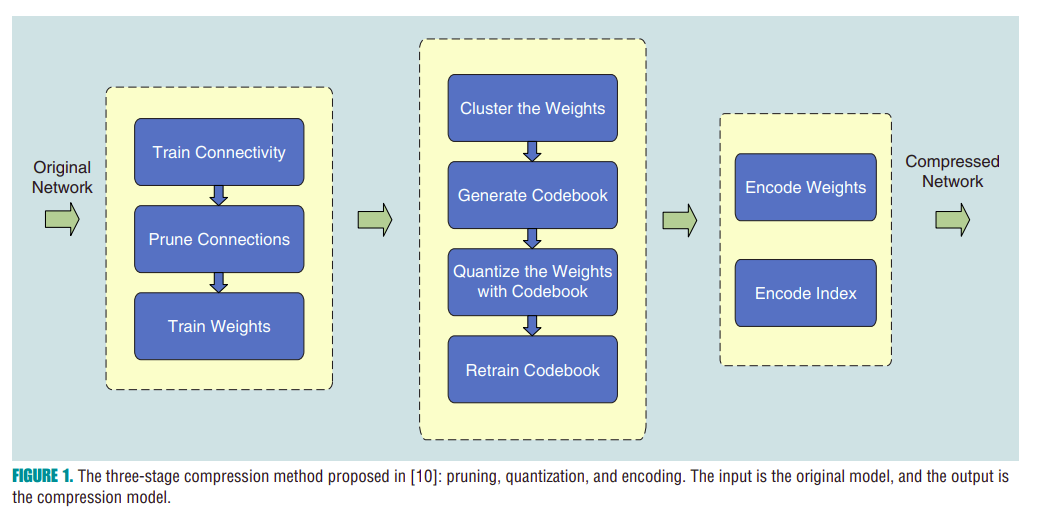 Original
Network
Train Connectivity
Prune Connections
Train Weights
Cluster the Weights
Generate Codebook
Quantize the Weights
with Codebook
Retrain Codebook
Encode Weights
Encode Index
Compressed
Network
FIGURE 1. The three-stage compression method proposed in [10]: pruning, quantization, and encoding. The input is the original model, and the output is
the compression model.